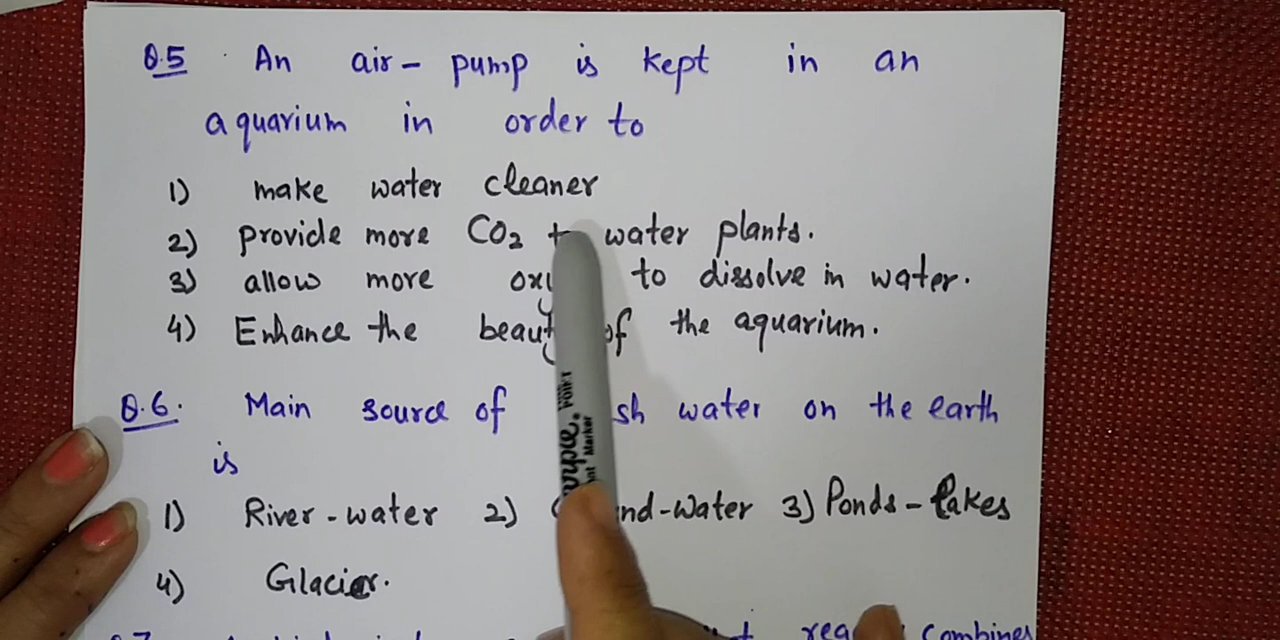 Q.5 An air-pump is kept in an
aquarium in order to
1) make water cleaner
2) provide more CO2 water plants.
3) allow more to dissolve in water.
4) Enhance the of the aquarium.
Q.6. Main source of water on the earth
is
1) River-water 2) -Water 3) Ponds-Lakes
4) Glacier.
combines